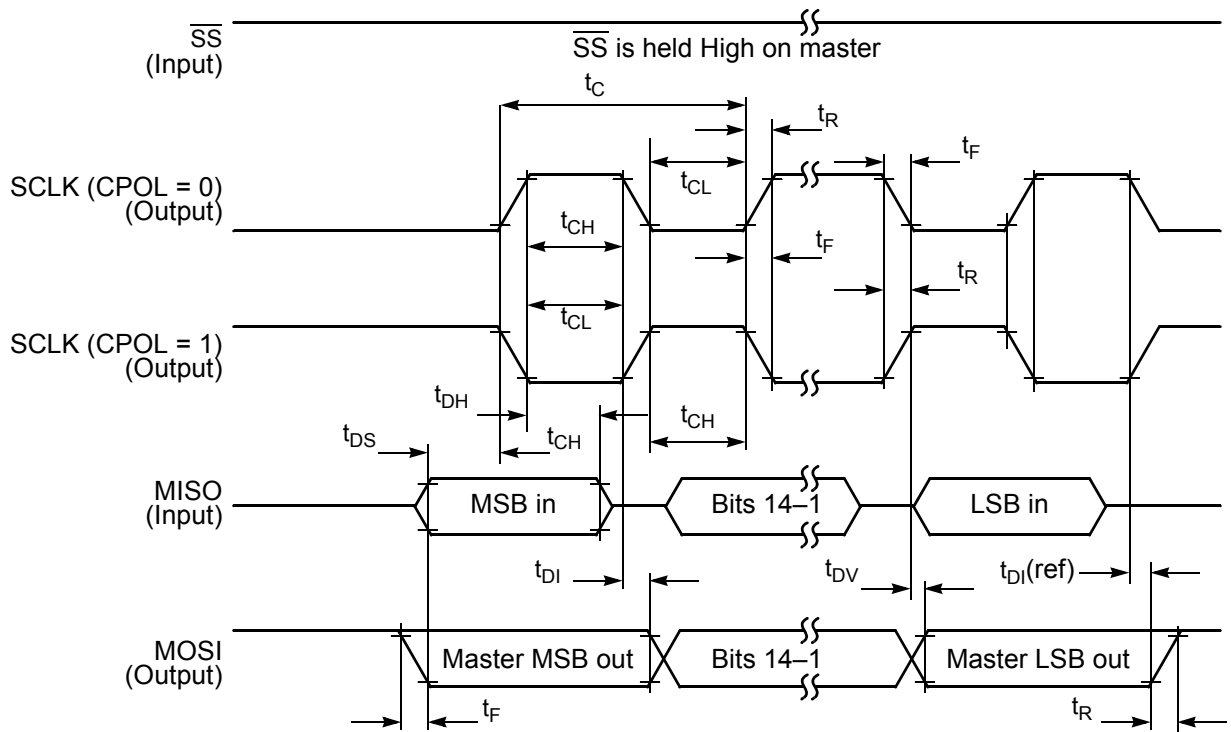 SS
(Input)
SS is held High on master
tC
tR
tF
SCLK (CPOL = 0)
(Output)
tCL
tCH
tF
tR
tCL
SCLK (CPOL = 1)
(Output)
tDH
tCH
tCH
tDS
MISO
(Input)
MSB in
Bits 14–1
LSB in
tDI
tDV
tDI(ref)
MOSI
(Output)
Master MSB out
Bits 14–1
Master LSB out
tF
tR